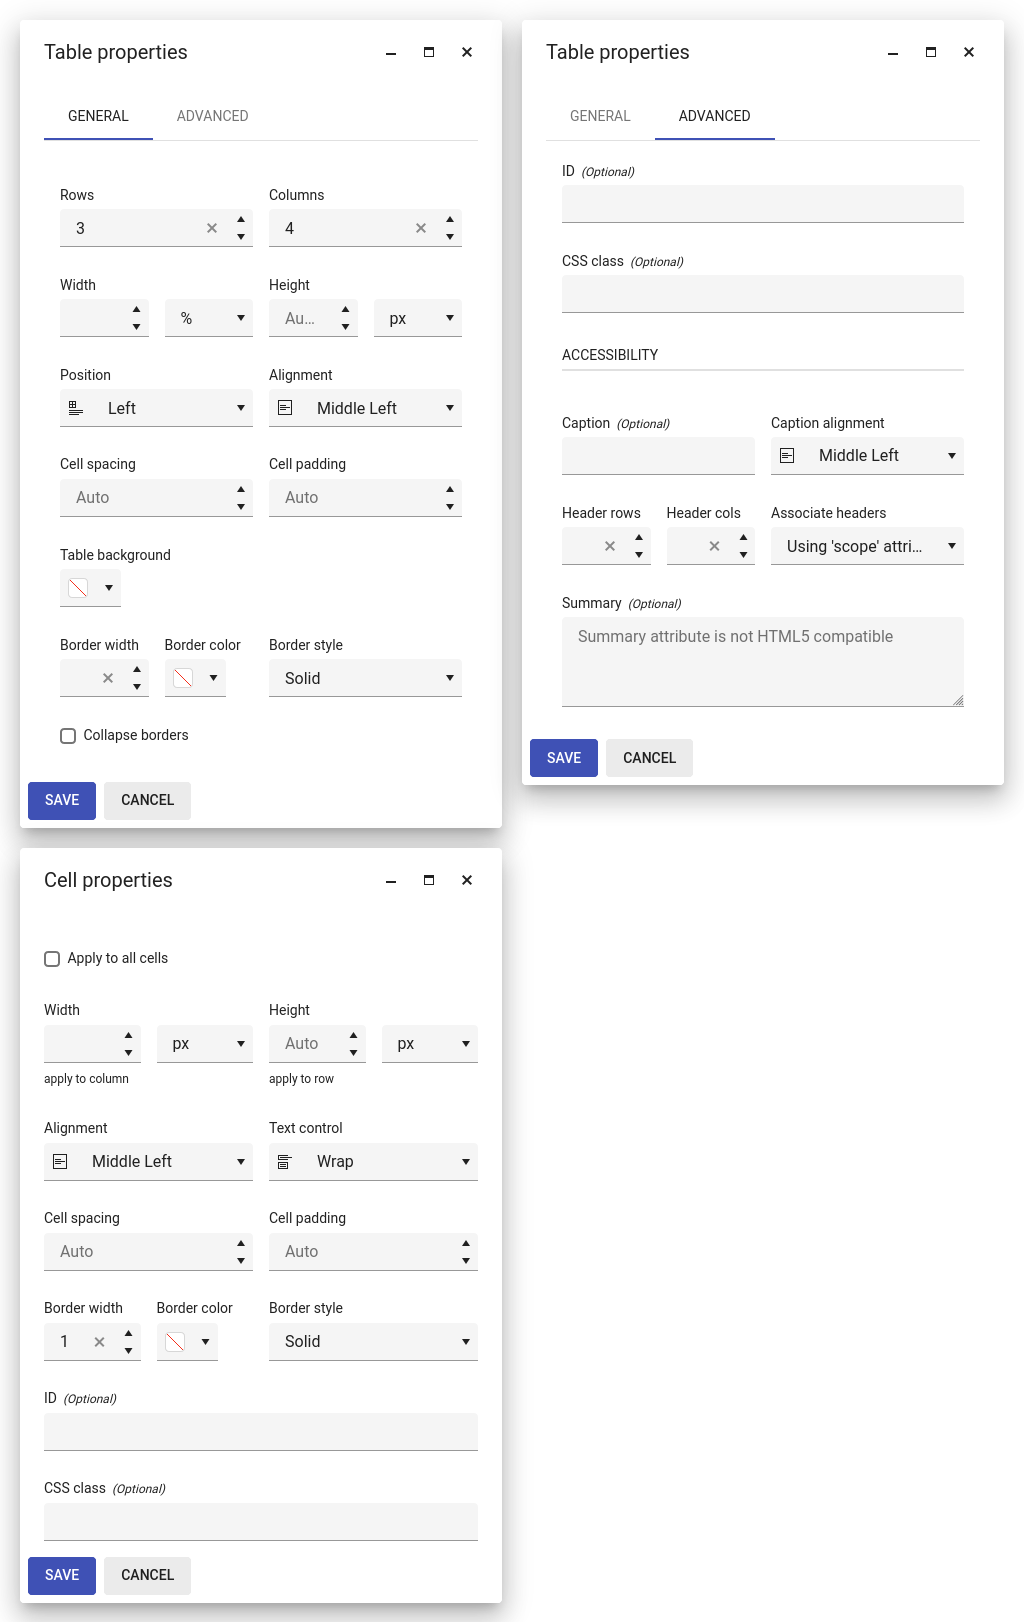 Table properties
GENERAL ADVANCED
Rows Columns
3 4
Width Height
% Au... px
Position Alignment
Left Middle Left
Cell spacing Cell padding
Auto Auto
Table background
Border width Border color Border style
Solid
Collapse borders
SAVE CANCEL
Table properties
GENERAL ADVANCED
ID (Optional)
CSS class (Optional)
ACCESSIBILITY
Caption (Optional) Caption alignment
Middle Left
Header rows Header cols Associate headers
Using 'scope' attri...
Summary (Optional)
Summary attribute is not HTML5 compatible
SAVE CANCEL
Cell properties
Apply to all cells
Width Height
px Auto px
apply to column apply to row
Alignment Text control
Middle Left Wrap
Cell spacing Cell padding
Auto Auto
Border width Border color Border style
1 Solid
ID (Optional)
CSS class (Optional)
SAVE CANCEL